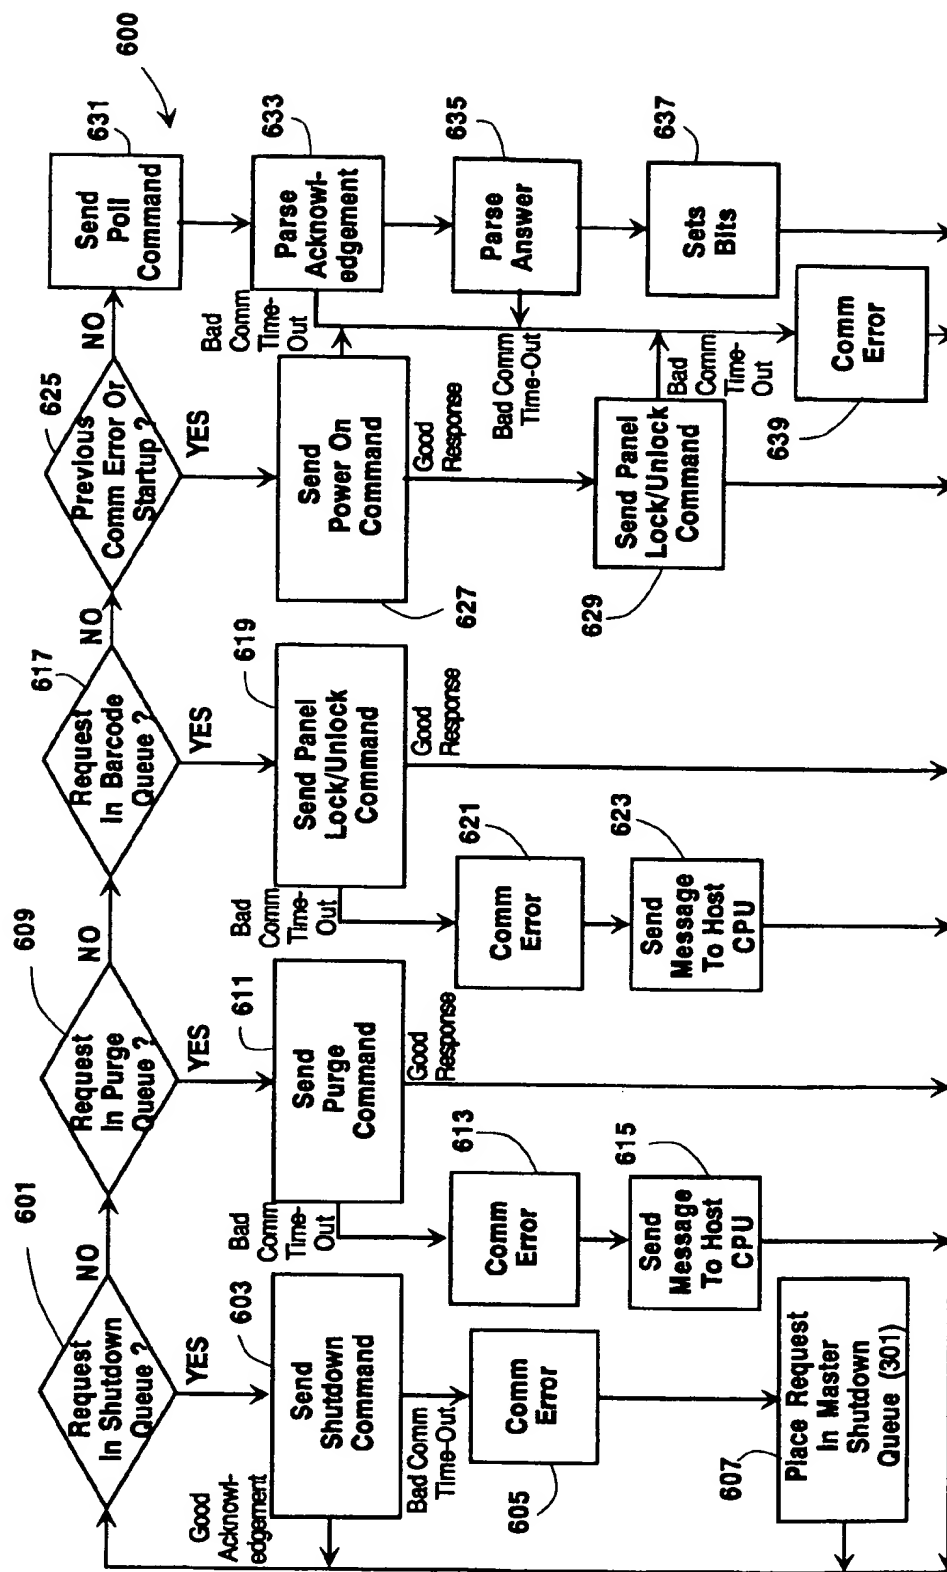 600
601
Request
In Shutdown
Queue ?
NO
YES
603
Send
Shutdown
Command
Good
Acknowl-
edgement
Bad Comm
Time-Out
Comm
Error
605
Place Request
In Master
Shutdown
Queue (301)
607
609
Request
In Purge
Queue ?
NO
YES
611
Send
Purge
Command
Bad
Comm
Time-
Out
Good
Response
613
Comm
Error
615
Send
Message
To Host
CPU
617
Request
In Barcode
Queue ?
NO
YES
619
Send Panel
Lock/Unlock
Command
Bad
Comm
Time-
Out
Good
Response
621
Comm
Error
623
Send
Message
To Host
CPU
625
Previous
Comm Error Or
Startup ?
NO
YES
Send
Power On
Command
627
Good
Response
Send Panel
Lock/Unlock
Command
629
Bad
Comm
Time-
Out
631
Send
Poll
Command
633
Parse
Acknowl-
edgement
Bad
Comm
Time-
Out
635
Parse
Answer
Bad Comm
Time-Out
637
Sets
Bits
Comm
Error
639